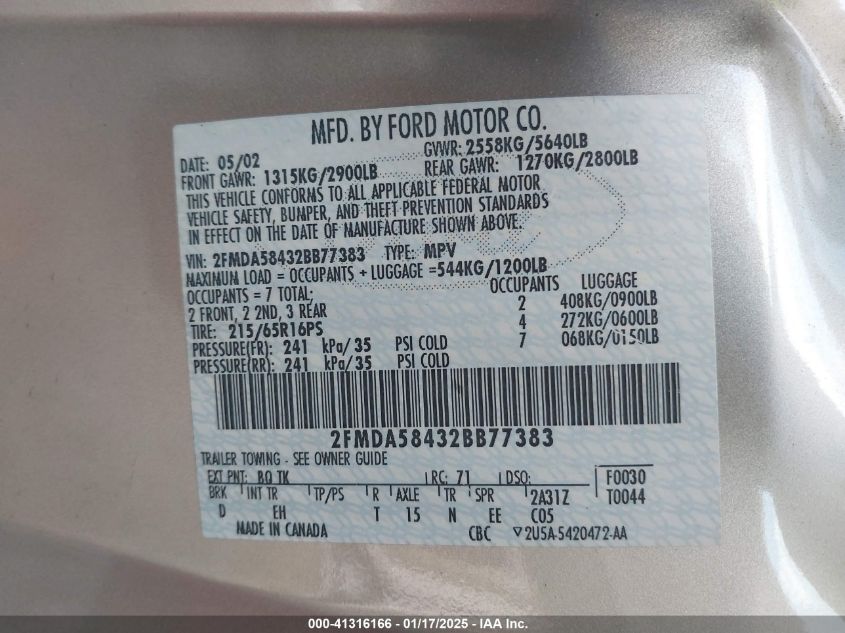 MFD. BY FORD MOTOR CO.
DATE: 05/02 GVWR: 2558KG/5640LB
FRONT GAWR: 1315KG/2900LB REAR GAWR: 1270KG/2800LB
THIS VEHICLE CONFORMS TO ALL APPLICABLE FEDERAL MOTOR
VEHICLE SAFETY, BUMPER, AND THEFT PREVENTION STANDARDS
IN EFFECT ON THE DATE OF MANUFACTURE SHOWN ABOVE.
VIN: 2FMDA58432BB77383 TYPE: MPV
MAXIMUM LOAD = OCCUPANTS + LUGGAGE =544KG/1200LB
OCCUPANTS = 7 TOTAL; OCCUPANTS LUGGAGE
2 FRONT, 2 2ND, 3 REAR 2 408KG/0900LB
TIRE: 215/65R16PS 4 272KG/0600LB
PRESSURE(FR): 241 kPa/35 PSI COLD 7 068KG/0150LB
PRESSURE(RR): 241 kPa/35 PSI COLD
2FMDA58432BB77383
TRAILER TOWING - SEE OWNER GUIDE
EXT PNT: BQ TK RC: 71 DSO: F0030
BRK INT TR TP/PS R AXLE TR SPR 2A31Z T0044
D EH T 15 N EE C05
MADE IN CANADA CBC ▽2U5A-5420472-AA
000-41316166 — 01/17/2025 — IAA Inc.